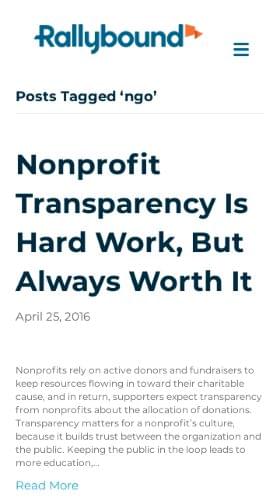 Rallybound
Posts Tagged ‘ngo’
Nonprofit
Transparency Is
Hard Work, But
Always Worth It
April 25, 2016
Nonprofits rely on active donors and fundraisers to
keep resources flowing in toward their charitable
cause, and in return, supporters expect transparency
from nonprofits about the allocation of donations.
Transparency matters for a nonprofit’s culture,
because it builds trust between the organization and
the public. Keeping the public in the loop leads to
more education,...
Read More